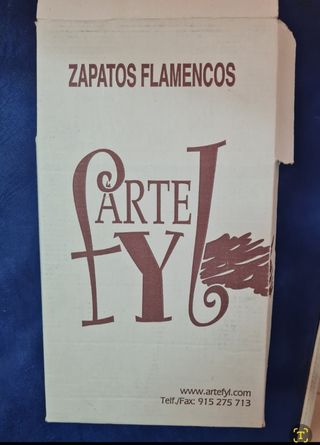 ZAPATOS FLAMENCOS
ARTE
fyl
www.artefyl.com
Telf./Fax: 915 275 713